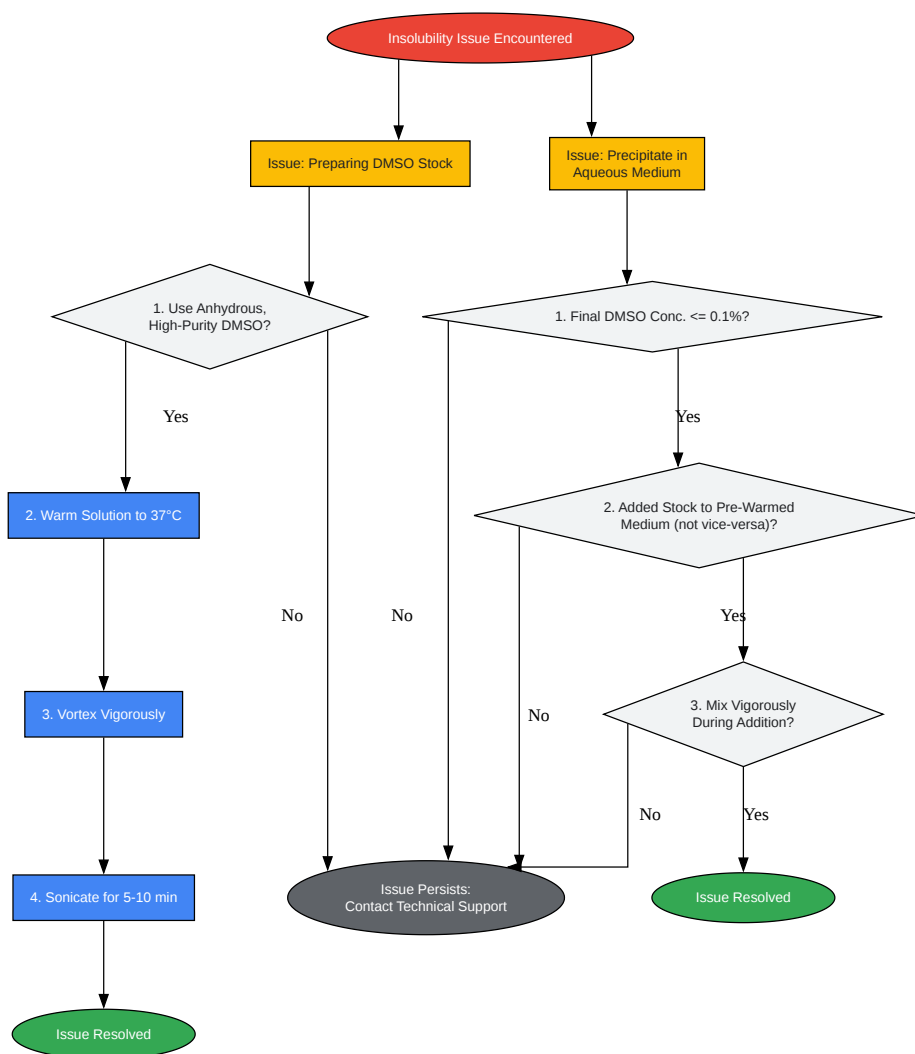 Insolubility Issue Encountered
Issue: Preparing DMSO Stock
Issue: Precipitate in
Aqueous Medium
1. Use Anhydrous,
High-Purity DMSO?
1. Final DMSO Conc. <= 0.1%?
Yes
Yes
2. Warm Solution to 37°C
2. Added Stock to Pre-Warmed
Medium (not vice-versa)?
No
No
Yes
3. Vortex Vigorously
No
3. Mix Vigorously
During Addition?
No
Yes
4. Sonicate for 5-10 min
Issue Persists:
Contact Technical Support
Issue Resolved
Issue Resolved